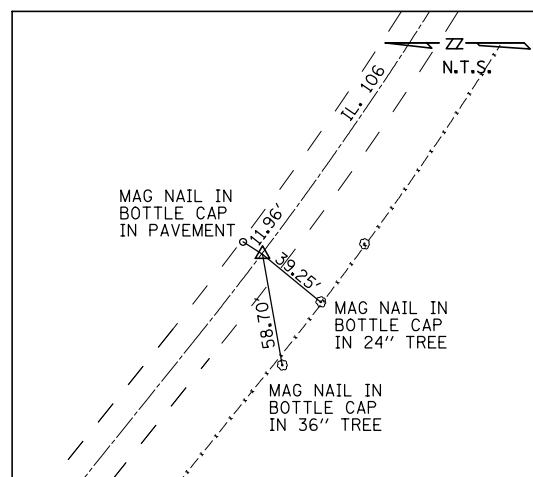 N.T.S.
IL. 106
MAG NAIL IN
BOTTLE CAP
IN PAVEMENT
11.96'
39.25'
58.70'
MAG NAIL IN
BOTTLE CAP
IN 24" TREE
MAG NAIL IN
BOTTLE CAP
IN 36" TREE